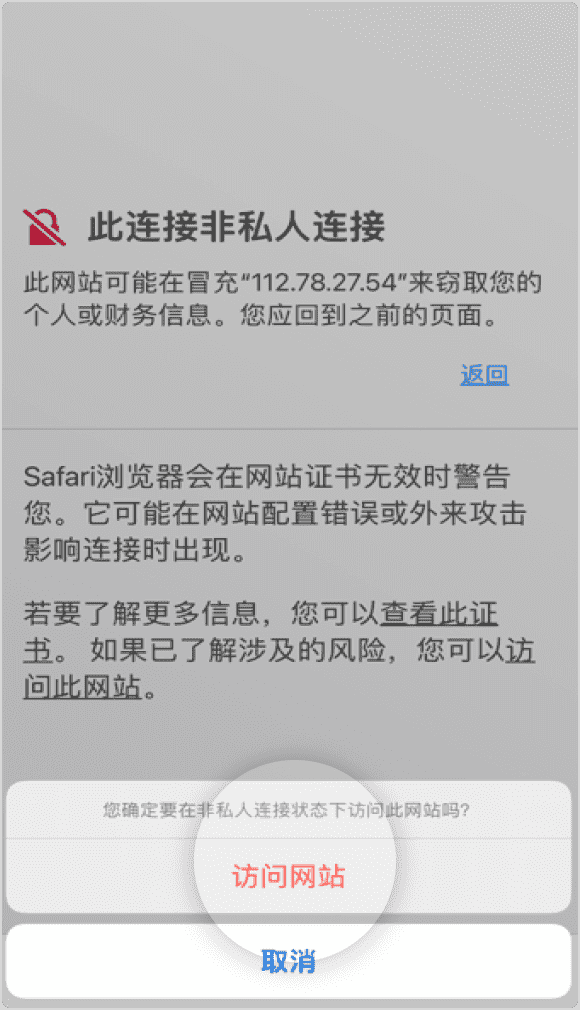 此连接非私人连接
此网站可能在冒充“112.78.27.54”来窃取您的
个人或财务信息。您应回到之前的页面。
返回
Safari浏览器会在网站证书无效时警告
您。它可能在网站配置错误或外来攻击
影响连接时出现。
若要了解更多信息，您可以查看此证
书。 如果已了解涉及的风险，您可以访
问此网站。
您确定要在非私人连接状态下访问此网站吗?
访问网站
取消